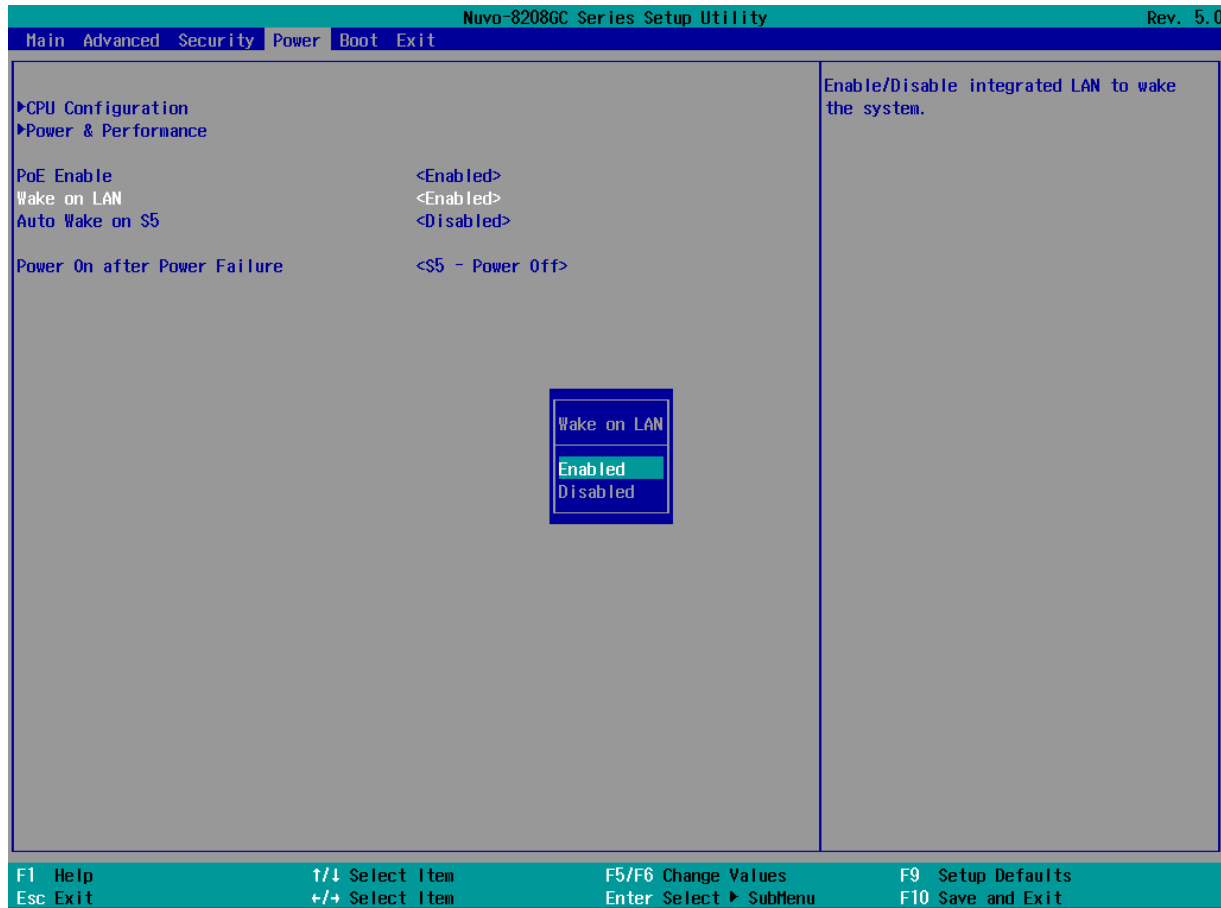 Nuvo-8208GC Series Setup Utility Rev. 5.0
Main Advanced Security Power Boot Exit
▶CPU Configuration
▶Power & Performance
PoE Enable <Enabled>
Wake on LAN <Enabled>
Auto Wake on S5 <Disabled>
Power On after Power Failure <S5 - Power Off>
Enable/Disable integrated LAN to wake
the system.
Wake on LAN
Enabled
Disabled
F1 Help ↑/↓ Select Item F5/F6 Change Values F9 Setup Defaults
Esc Exit ←/→ Select Item Enter Select ▶ SubMenu F10 Save and Exit